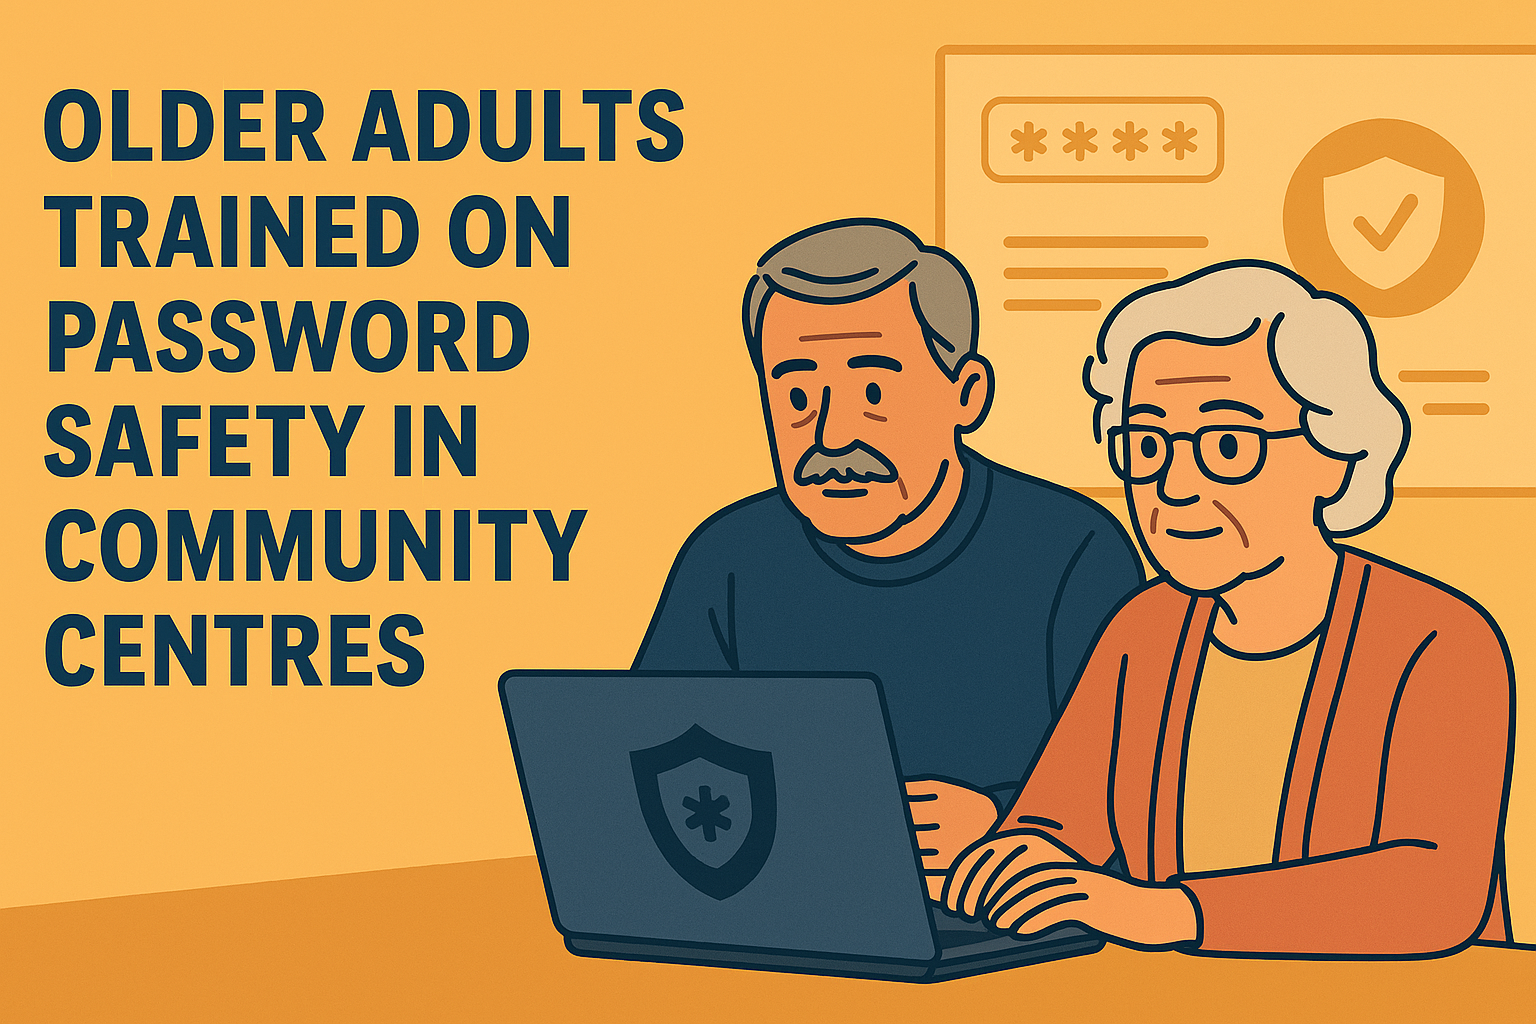 OLDER ADULTS
TRAINED ON
PASSWORD
SAFETY IN
COMMUNITY
CENTRES
****
*